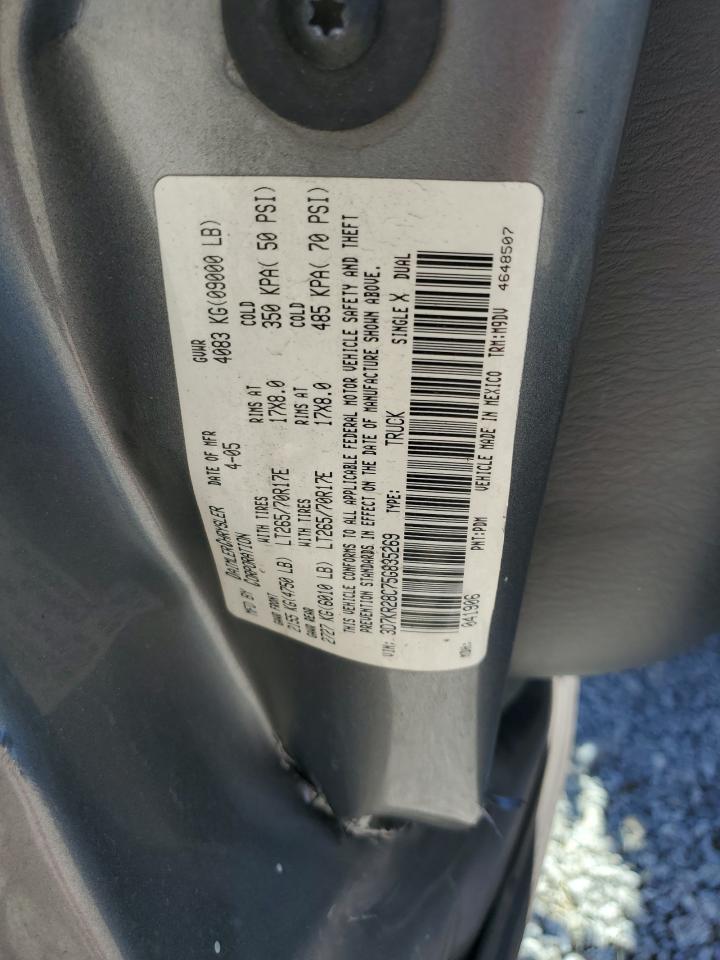 MFD BY DAIMLERCHRYSLER CORPORATION DATE OF MFR 4-05 GVWR 4083 KG(09000 LB)
GAWR FRONT WITH TIRES RIMS AT COLD
2155 KG(4750 LB) LT265/70R17E 17X8.0 350 KPA( 50 PSI)
GAWR REAR WITH TIRES RIMS AT COLD
2727 KG(6010 LB) LT265/70R17E 17X8.0 485 KPA( 70 PSI)
THIS VEHICLE CONFORMS TO ALL APPLICABLE FEDERAL MOTOR VEHICLE SAFETY AND THEFT
PREVENTION STANDARDS IN EFFECT ON THE DATE OF MANUFACTURE SHOWN ABOVE.
VIN: 3D7KR28C75G835269 TYPE: TRUCK SINGLE X DUAL
MDH: 041906 PNT:PDM VEHICLE MADE IN MEXICO TRM:M9DV
4648507